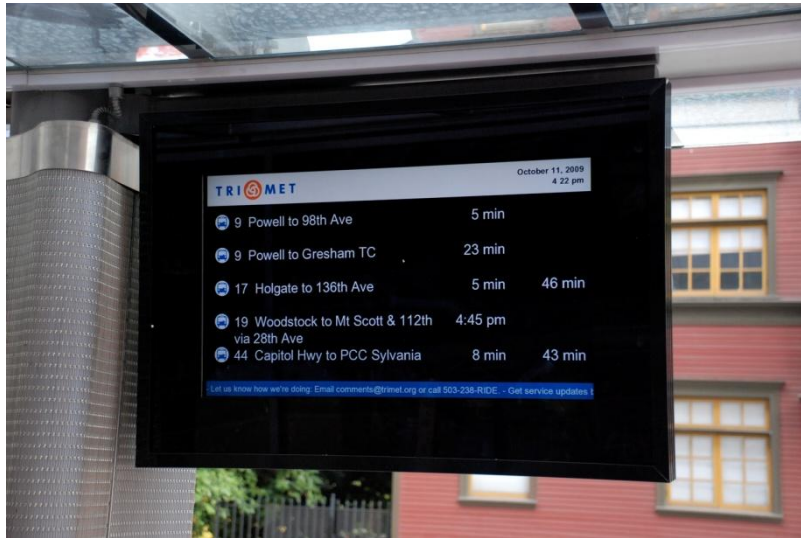 TRI MET
October 11, 2009
4 22 pm
9 Powell to 98th Ave 5 min
9 Powell to Gresham TC 23 min
17 Holgate to 136th Ave 5 min 46 min
19 Woodstock to Mt Scott & 112th 4:45 pm
via 28th Ave
44 Capitol Hwy to PCC Sylvania 8 min 43 min
- Let us know how we're doing: Email comments@trimet.org or call 503-238-RIDE. - Get service updates